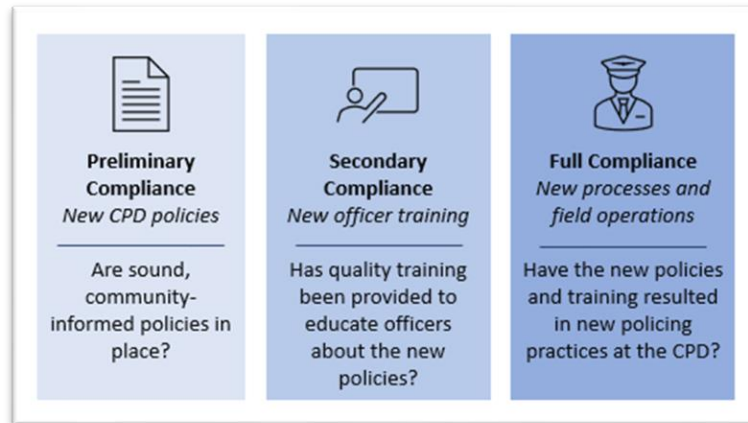 Preliminary
Compliance
New CPD policies
Are sound,
community-
informed policies in
place?
Secondary
Compliance
New officer training
Has quality training
been provided to
educate officers
about the new
policies?
Full Compliance
New processes and
field operations
Have the new policies
and training resulted
in new policing
practices at the CPD?